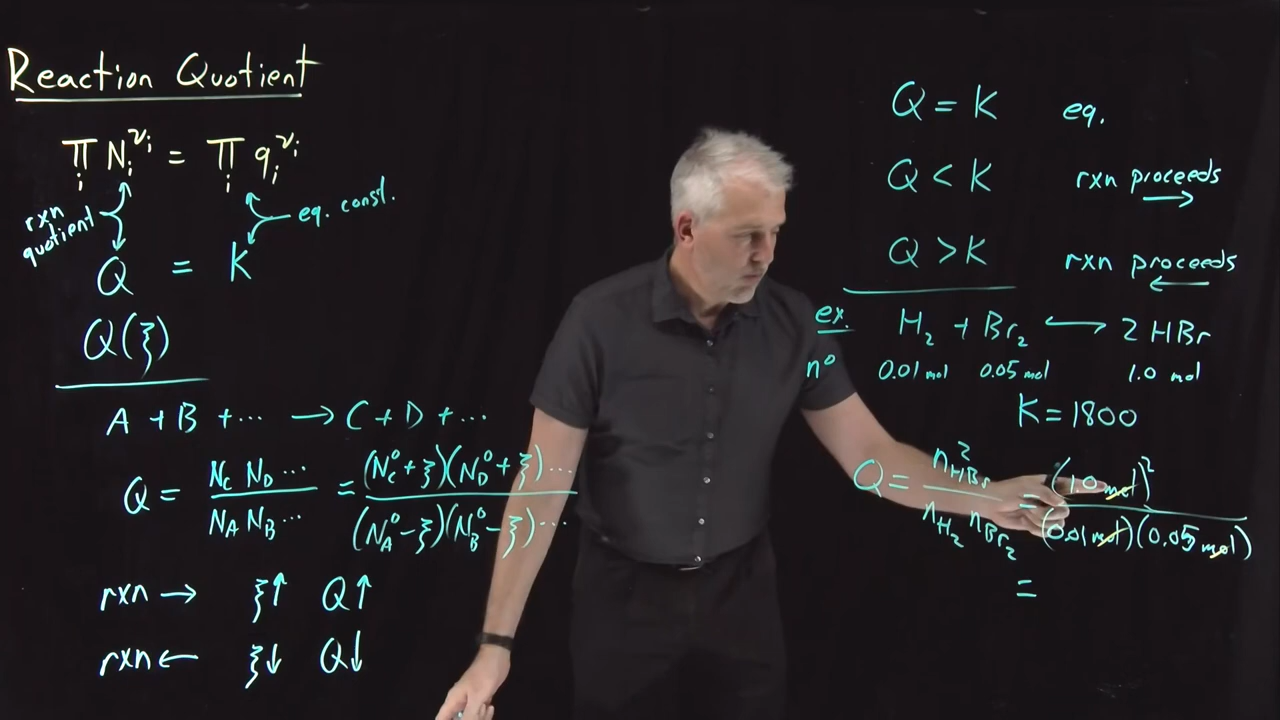 Reaction Quotient
∏ᵢ Nᵢ^νᵢ = ∏ᵢ qᵢ^νᵢ
rxn quotient
eq. const.
Q = K
Q(ξ)
A + B + ⋯ → C + D + ⋯
Q = (N_C N_D ⋯)/(N_A N_B ⋯) = ((N_C° + ξ)(N_D° + ξ)⋯)/((N_A° − ξ)(N_B° − ξ)⋯)
rxn → ξ↑ Q↑
rxn ← ξ↓ Q↓
Q = K eq.
Q < K rxn proceeds →
Q > K rxn proceeds ←
ex. H₂ + Br₂ ⟷ 2 HBr
n° 0.01 mol 0.05 mol 1.0 mol
K = 1800
Q = n_HBr²/(n_H₂ n_Br₂) = (1.0 mol)²/((0.01 mol)(0.05 mol))
=